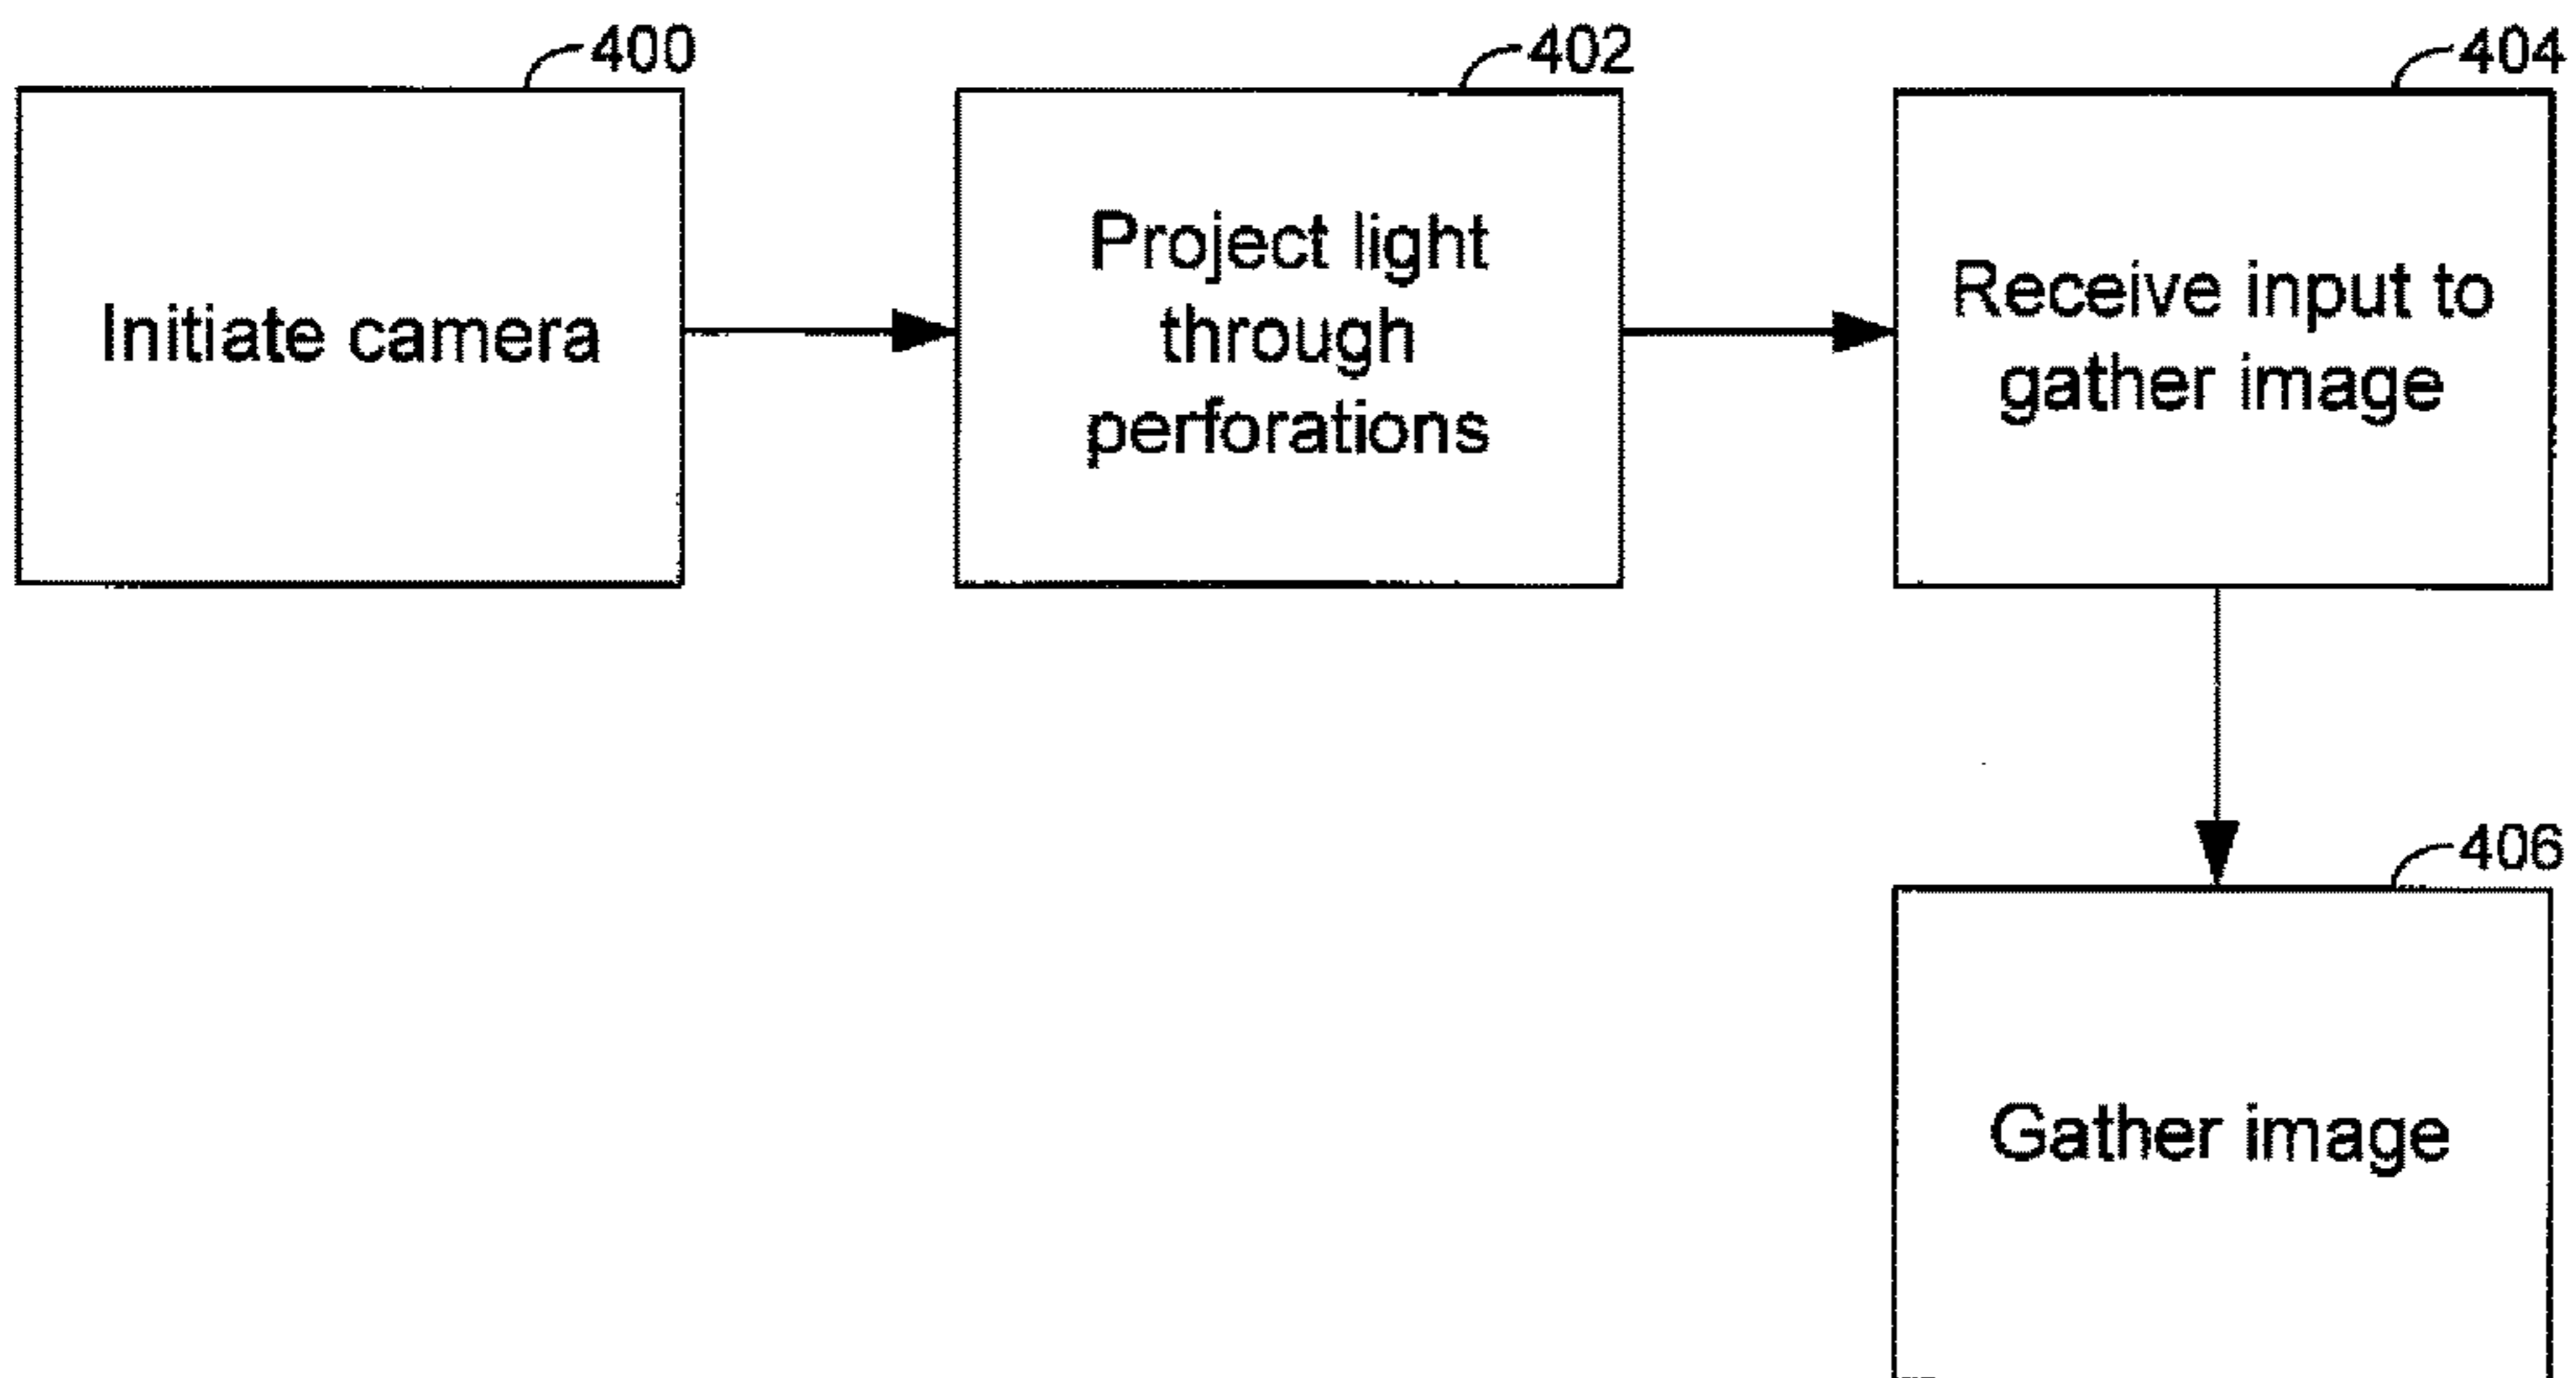 400
Initiate camera
402
Project light
through
perforations
404
Receive input to
gather image
406
Gather image